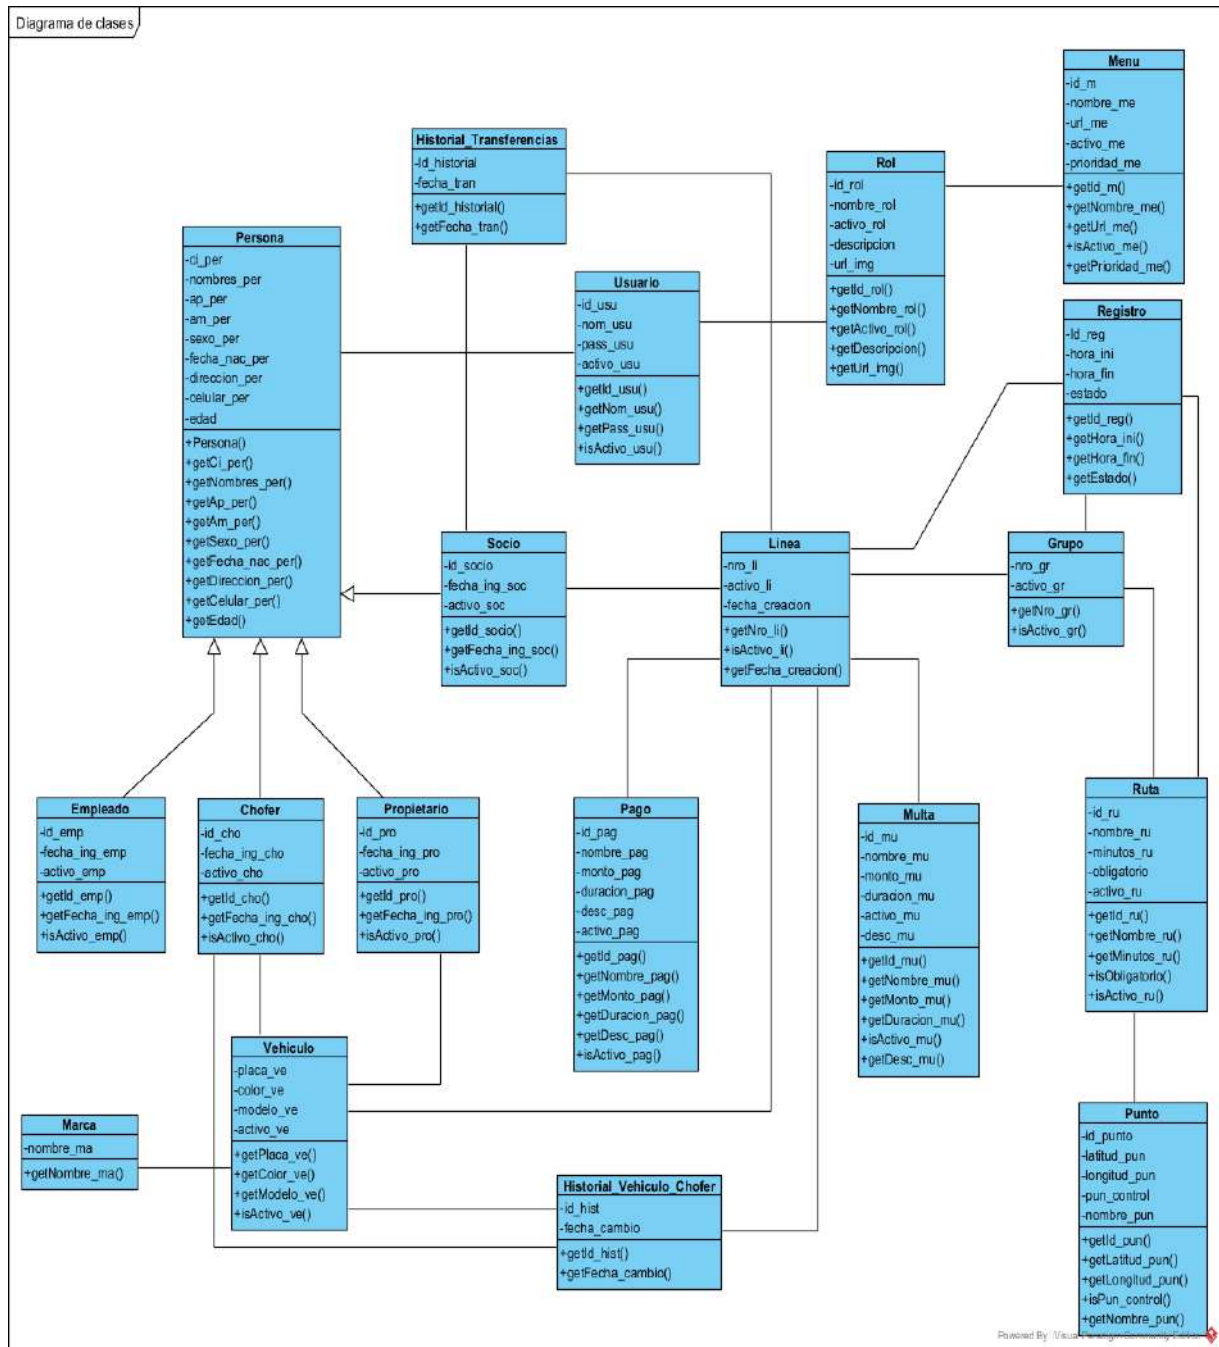 Diagrama de clases
Menu
-id_m
-nombre_me
-url_me
-activo_me
-prioridad_me
+getId_m()
+getNombre_me()
+getUrl_me()
+isActivo_me()
+getPrioridad_me()
Historial_Transferencias
-Id_historial
-fecha_tran
+getId_historial()
+getFecha_tran()
Rol
-id_rol
-nombre_rol
-activo_rol
-descripcion
-url_img
+getId_rol()
+getNombre_rol()
+getActivo_rol()
+getDescripcion()
+getUrl_img()
Persona
-ci_per
-nombres_per
-ap_per
-am_per
-sexo_per
-fecha_nac_per
-direccion_per
-celular_per
-edad
+Persona()
+getCi_per()
+getNombres_per()
+getAp_per()
+getAm_per()
+getSexo_per()
+getFecha_nac_per()
+getDireccion_per()
+getCelular_per()
+getEdad()
Usuario
-id_usu
-nom_usu
-pass_usu
-activo_usu
+getId_usu()
+getNom_usu()
+getPass_usu()
+isActivo_usu()
Registro
-Id_reg
-hora_ini
-hora_fin
-estado
+getId_reg()
+getHora_ini()
+getHora_fin()
+getEstado()
Socio
-id_socio
-fecha_ing_soc
-activo_soc
+getId_socio()
+getFecha_ing_soc()
+isActivo_soc()
Linea
-nro_li
-activo_li
-fecha_creacion
+getNro_li()
+isActivo_li()
+getFecha_creacion()
Grupo
-nro_gr
-activo_gr
+getNro_gr()
+isActivo_gr()
Empleado
-id_emp
-fecha_ing_emp
-activo_emp
+getId_emp()
+getFecha_ing_emp()
+isActivo_emp()
Chofer
-id_cho
-fecha_ing_cho
-activo_cho
+getId_cho()
+getFecha_ing_cho()
+isActivo_cho()
Propietario
-id_pro
-fecha_ing_pro
-activo_pro
+getId_pro()
+getFecha_ing_pro()
+isActivo_pro()
Pago
-id_pag
-nombre_pag
-monto_pag
-duracion_pag
-desc_pag
-activo_pag
+getId_pag()
+getNombre_pag()
+getMonto_pag()
+getDuracion_pag()
+getDesc_pag()
+isActivo_pag()
Multa
-id_mu
-nombre_mu
-monto_mu
-duracion_mu
-activo_mu
-desc_mu
+getId_mu()
+getNombre_mu()
+getMonto_mu()
+getDuracion_mu()
+isActivo_mu()
+getDesc_mu()
Ruta
-id_ru
-nombre_ru
-minutos_ru
-obligatorio
-activo_ru
+getId_ru()
+getNombre_ru()
+getMinutos_ru()
+isObligatorio()
+isActivo_ru()
Vehiculo
-placa_ve
-color_ve
-modelo_ve
-activo_ve
+getPlaca_ve()
+getColor_ve()
+getModelo_ve()
+isActivo_ve()
Marca
-nombre_ma
+getNombre_ma()
Historial_Vehiculo_Chofer
-id_hist
-fecha_cambio
+getId_hist()
+getFecha_cambio()
Punto
-id_punto
-latitud_pun
-longitud_pun
-pun_control
-nombre_pun
+getId_pun()
+getLatitud_pun()
+getLongitud_pun()
+isPun_control()
+getNombre_pun()
Powered By Visual Paradigm Community Edition